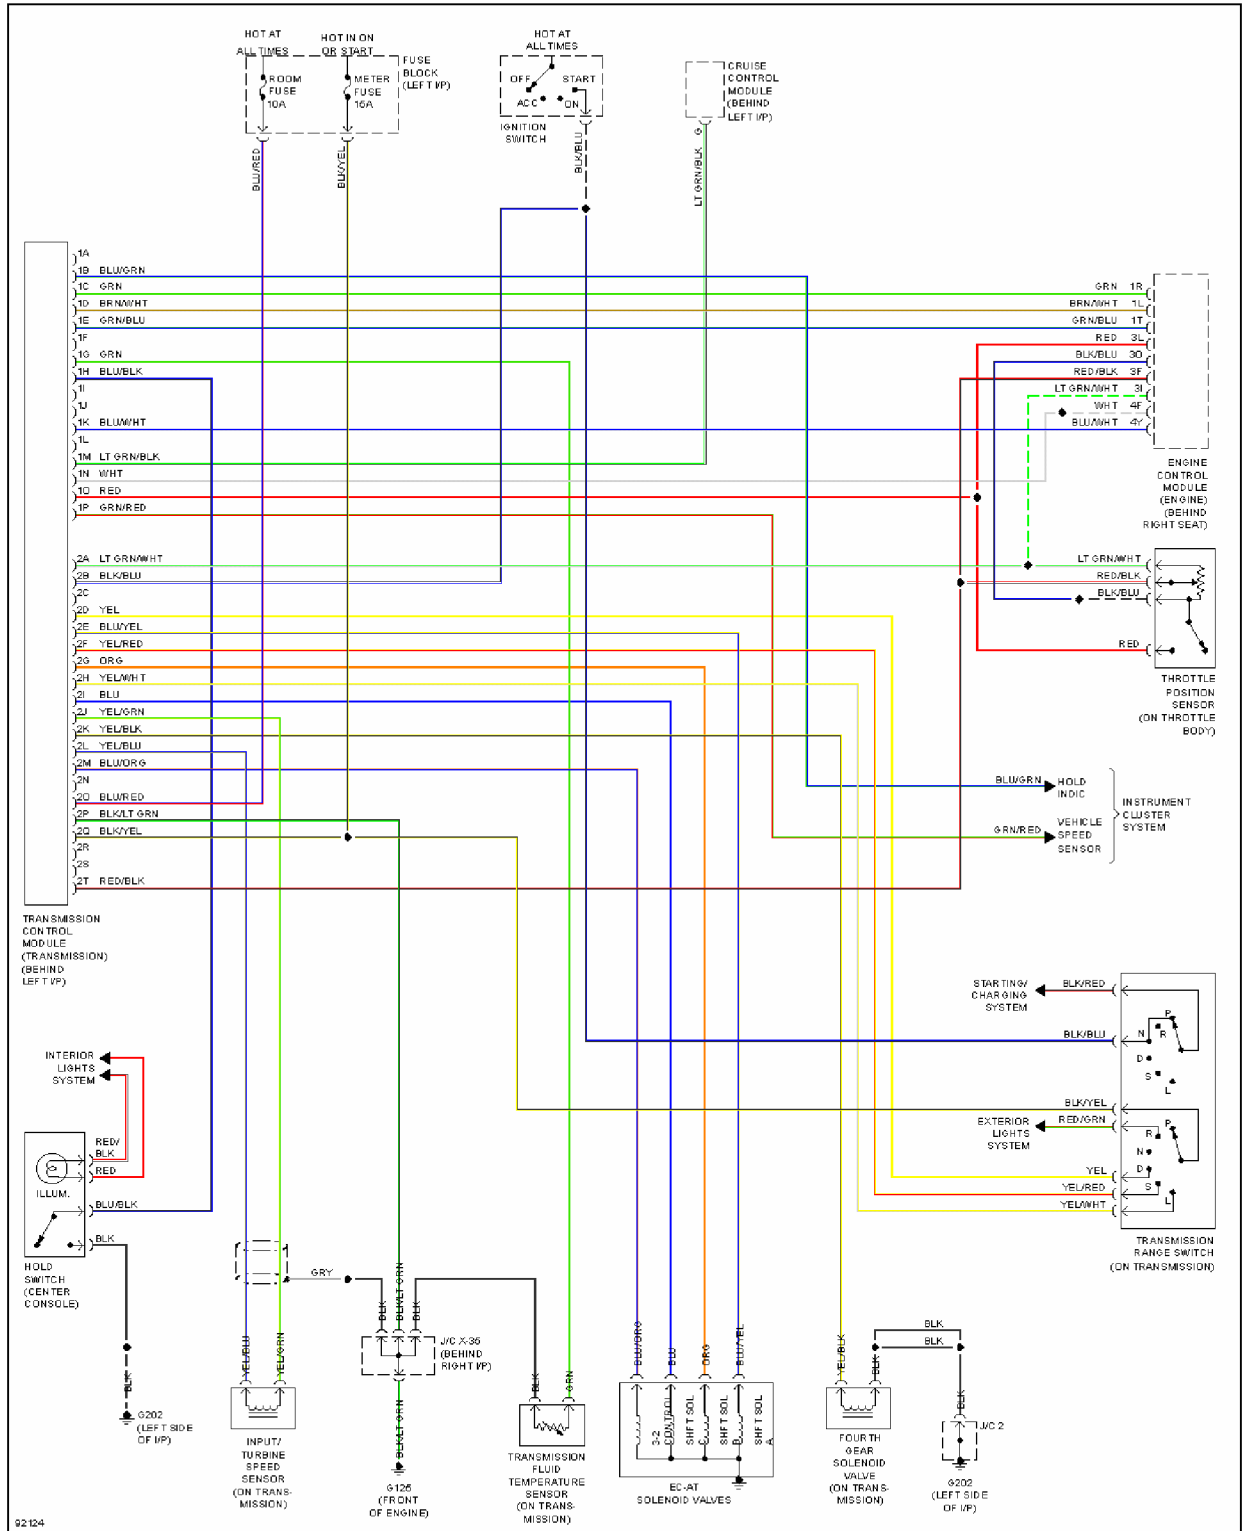 HOT AT
ALL TIMES
HOT IN ON
OR START
FUSE
BLOCK
(LEFT I/P)
ROOM
FUSE
10A
METER
FUSE
15A
HOT AT
ALL TIMES
OFF
START
ACC
ON
IGNITION
SWITCH
CRUISE
CONTROL
MODULE
(BEHIND
LEFT I/P)
BLU/RED
BLK/YEL
BLK/BLU
LT GRN/BLK G
1A
1B BLU/GRN
1C GRN
1D BRN/WHT
1E GRN/BLU
1F
1G GRN
1H BLU/BLK
1I
1J
1K BLU/WHT
1L
1M LT GRN/BLK
1N WHT
1O RED
1P GRN/RED
2A LT GRN/WHT
2B BLK/BLU
2C
2D YEL
2E BLU/YEL
2F YEL/RED
2G ORG
2H YEL/WHT
2I BLU
2J YEL/GRN
2K YEL/BLK
2L YEL/BLU
2M BLU/ORG
2N
2O BLU/RED
2P BLK/LT GRN
2Q BLK/YEL
2R
2S
2T RED/BLK
TRANSMISSION
CONTROL
MODULE
(TRANSMISSION)
(BEHIND
LEFT I/P)
GRN 1R
BRN/WHT 1L
GRN/BLU 1T
RED 3L
BLK/BLU 3O
RED/BLK 3F
LT GRN/WHT 3I
WHT 4F
BLU/WHT 4Y
ENGINE
CONTROL
MODULE
(ENGINE)
(BEHIND
RIGHT SEAT)
LT GRN/WHT
RED/BLK
BLK/BLU
RED
THROTTLE
POSITION
SENSOR
(ON THROTTLE
BODY)
BLU/GRN
HOLD
INDIC
GRN/RED
VEHICLE
SPEED
SENSOR
INSTRUMENT
CLUSTER
SYSTEM
STARTING/
CHARGING
SYSTEM
BLK/RED
BLK/BLU
P
R
N
D
S
L
BLK/YEL
EXTERIOR
LIGHTS
SYSTEM
RED/GRN
YEL
YEL/RED
YEL/WHT
P
R
N
D
S
L
TRANSMISSION
RANGE SWITCH
(ON TRANSMISSION)
INTERIOR
LIGHTS
SYSTEM
RED/
BLK
RED
ILLUM.
BLU/BLK
BLK
HOLD
SWITCH
(CENTER
CONSOLE)
BLK
G202
(LEFT SIDE
OF I/P)
YEL/BLU
YEL/GRN
INPUT/
TURBINE
SPEED
SENSOR
(ON TRANS-
MISSION)
GRY
BLK
BLK/LT GRN
BLK
J/C X-35
(BEHIND
RIGHT I/P)
BLK/LT GRN
G125
(FRONT
OF ENGINE)
BLK
GRN
TRANSMISSION
FLUID
TEMPERATURE
SENSOR
(ON TRANS-
MISSION)
BLU/ORG
BLU
ORG
BLU/YEL
3-2
CONTROL
SHFT SOL
C
SHFT SOL
B
SHFT SOL
A
EC-AT
SOLENOID VALVES
YEL/BLK
BLK
BLK
BLK
BLK
FOURTH
GEAR
SOLENOID
VALVE
(ON TRANS-
MISSION)
J/C 2
G202
(LEFT SIDE
OF I/P)
92124